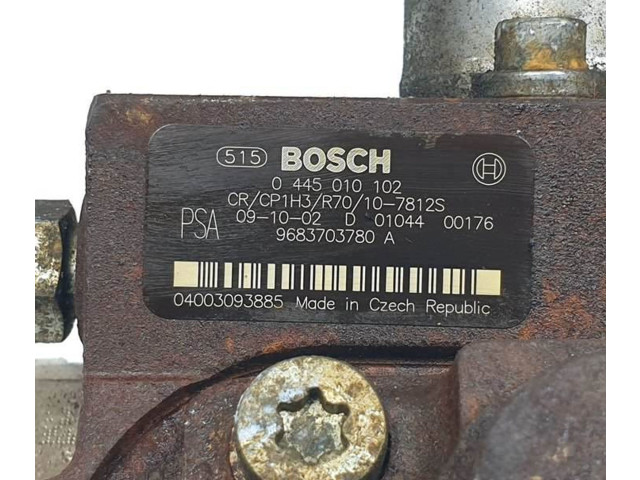 515 BOSCH
0 445 010 102
CR/CP1H3/R70/10-7812S
PSA 09-10-02 D 01044 00176
9683703780 A
04003093885 Made in Czech Republic